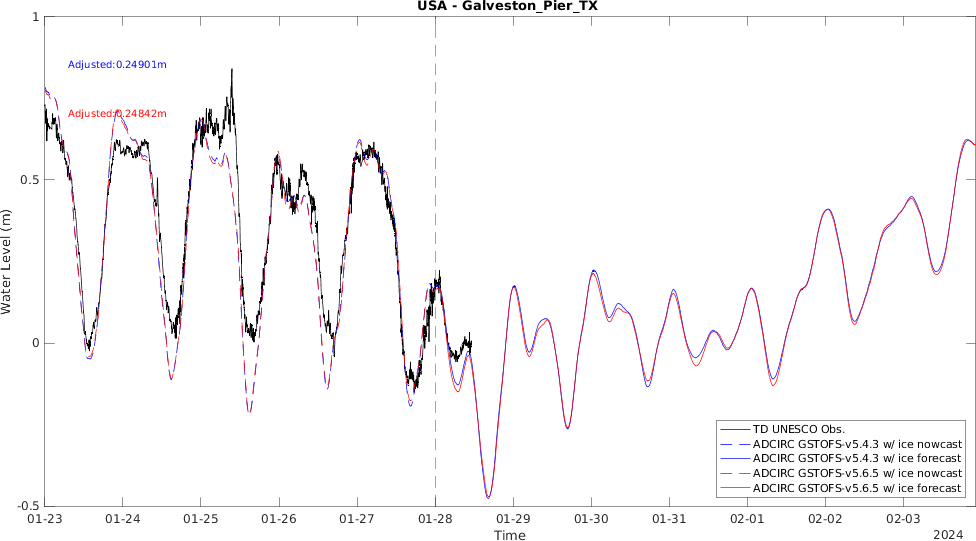 USA - Galveston_Pier_TX
1
Adjusted:0.24901m
Adjusted:0.24842m
0.5
Water Level (m)
0
TD UNESCO Obs.
ADCIRC GSTOFS-v5.4.3 w/ ice nowcast
ADCIRC GSTOFS-v5.4.3 w/ ice forecast
ADCIRC GSTOFS-v5.6.5 w/ ice nowcast
ADCIRC GSTOFS-v5.6.5 w/ ice forecast
-0.5
01-23 01-24 01-25 01-26 01-27 01-28 01-29 01-30 01-31 02-01 02-02 02-03
Time
2024